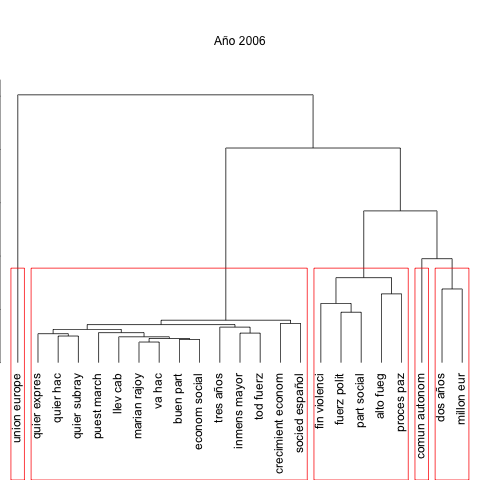 Año 2006
union europe
quier expres
quier hac
quier subray
puest march
llev cab
marian rajoy
va hac
buen part
econom social
tres años
inmens mayor
tod fuerz
crecimient econom
socied español
fin violenci
fuerz polit
part social
alto fueg
proces paz
comun autonom
dos años
millon eur